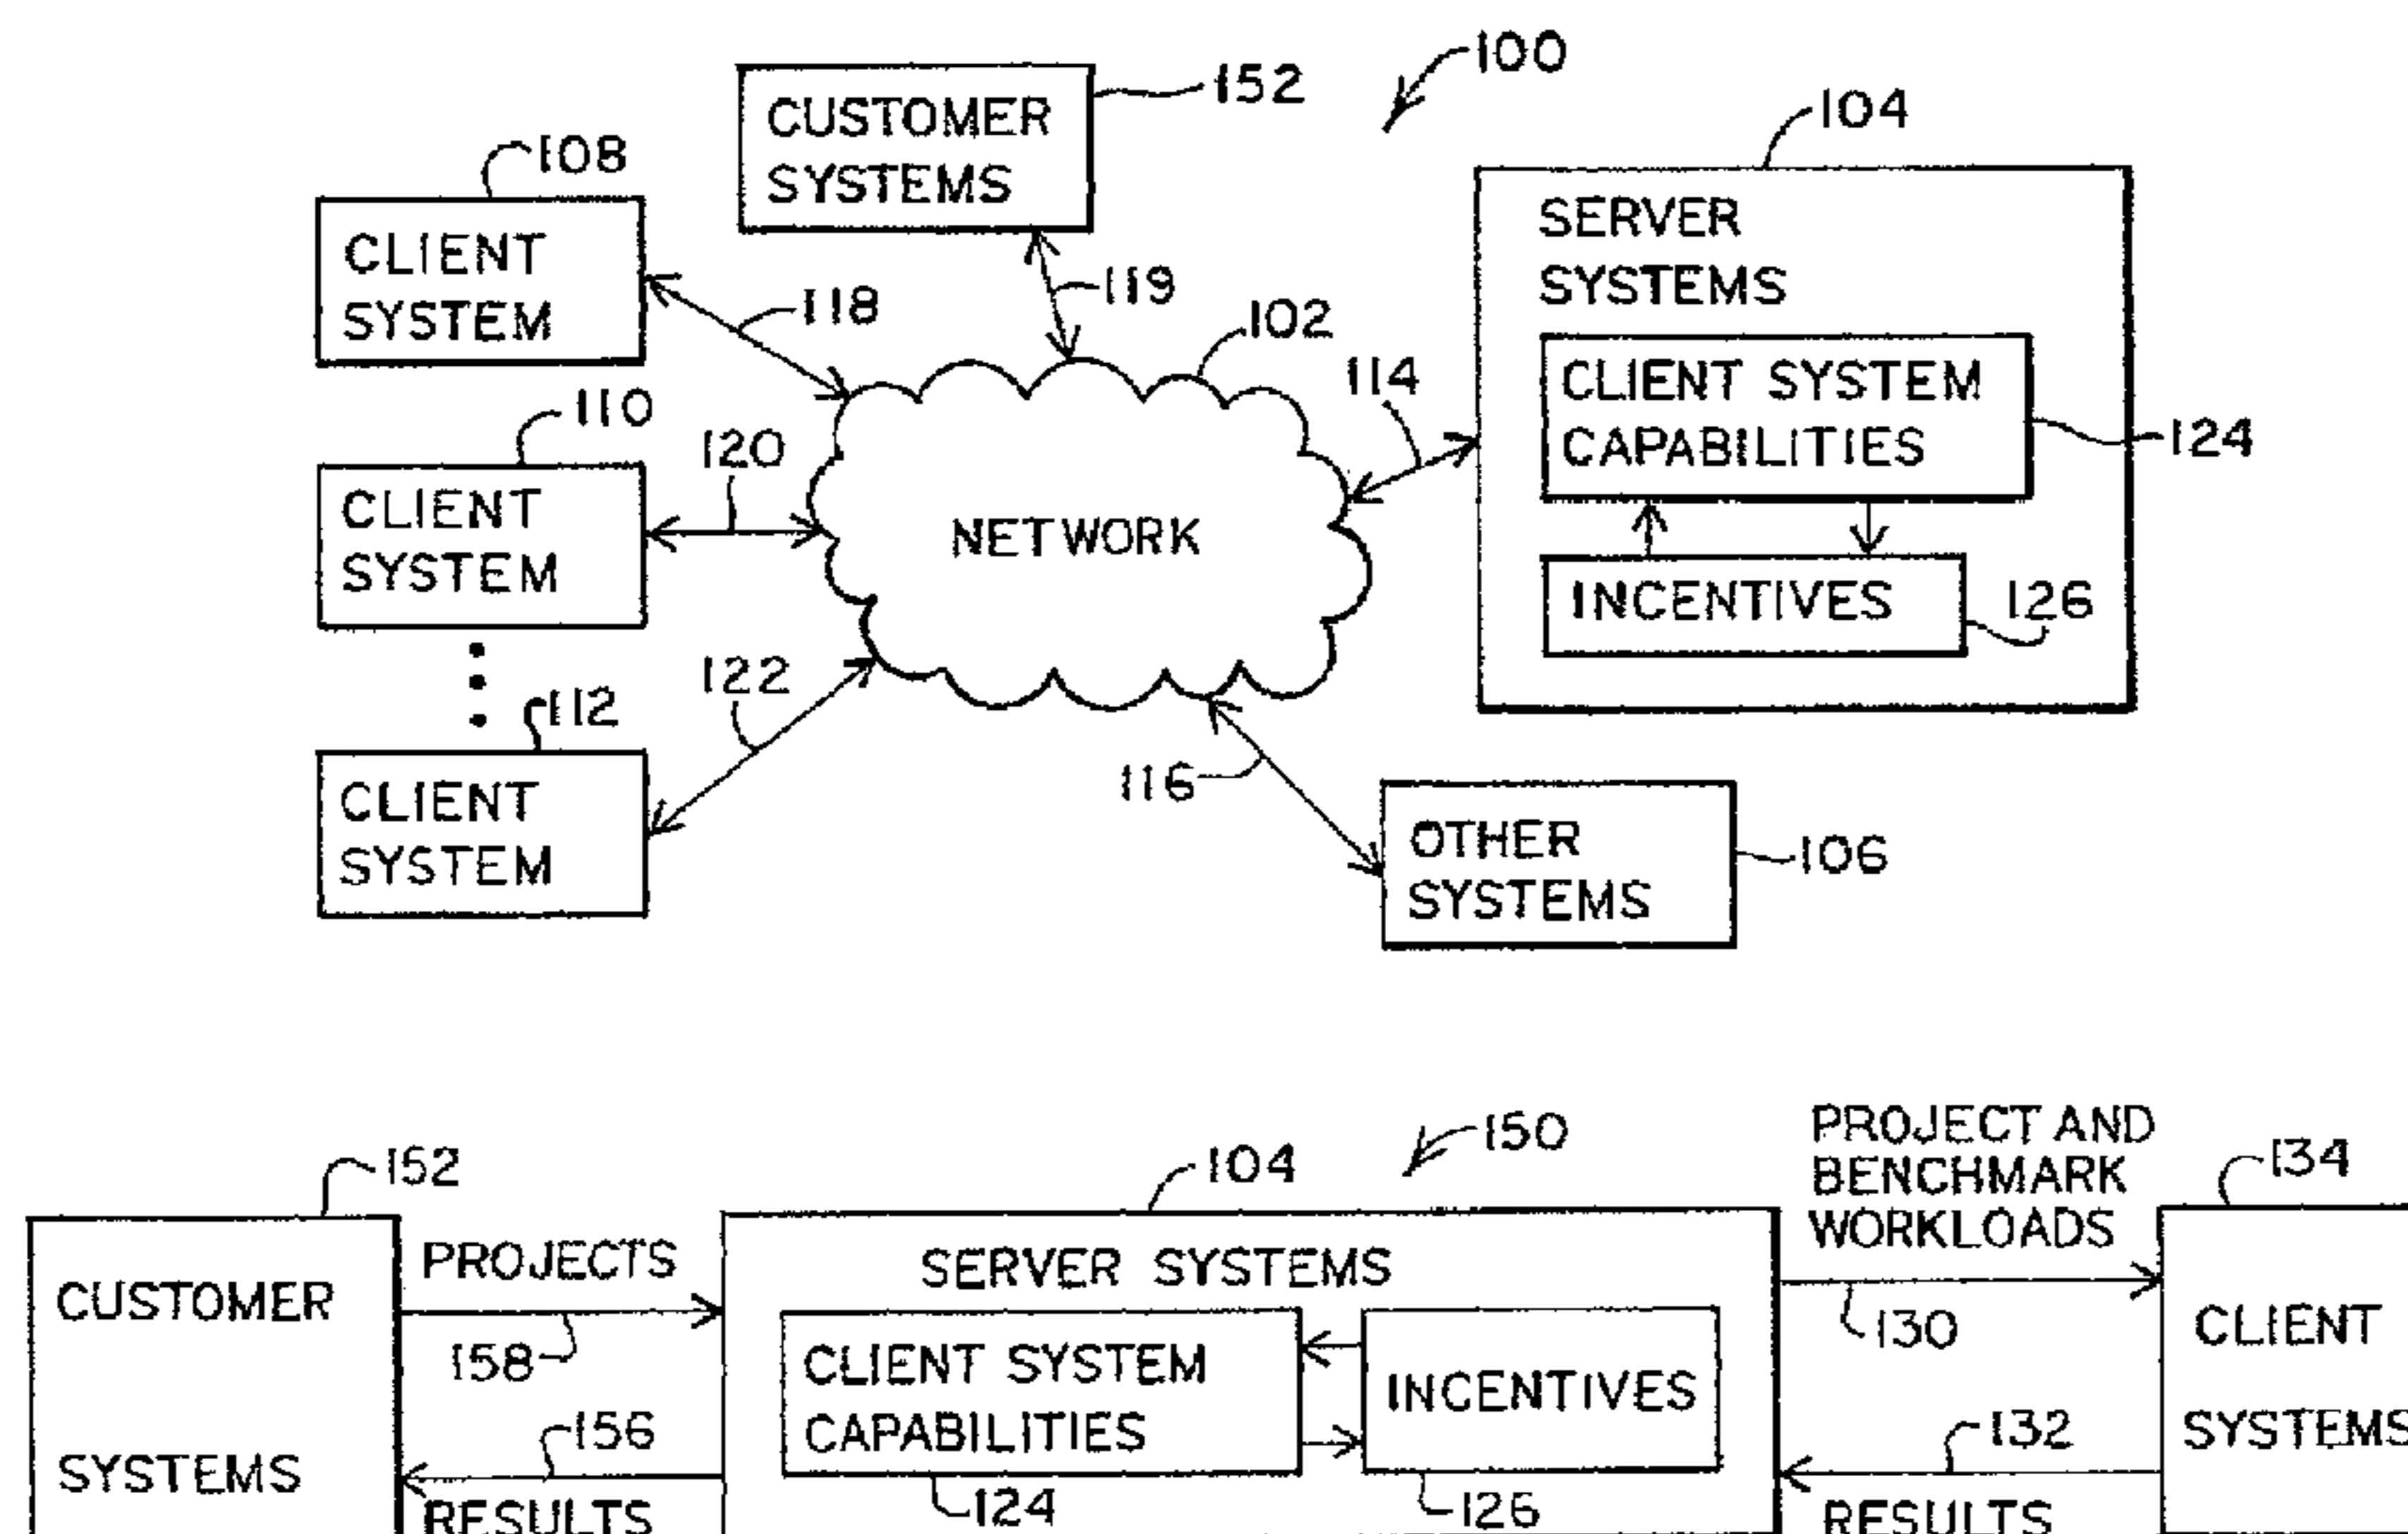 100
152
CUSTOMER
SYSTEMS
104
108
CLIENT
SYSTEM
SERVER
SYSTEMS
118
119
102
114
CLIENT SYSTEM
CAPABILITIES
124
110
120
CLIENT
SYSTEM
NETWORK
INCENTIVES
126
122
112
CLIENT
SYSTEM
116
OTHER
SYSTEMS
106
150
152
104
PROJECT AND
BENCHMARK
WORKLOADS
134
CUSTOMER
SYSTEMS
PROJECTS
158
156
RESULTS
SERVER SYSTEMS
CLIENT SYSTEM
CAPABILITIES
124
INCENTIVES
126
130
132
RESULTS
CLIENT
SYSTEMS